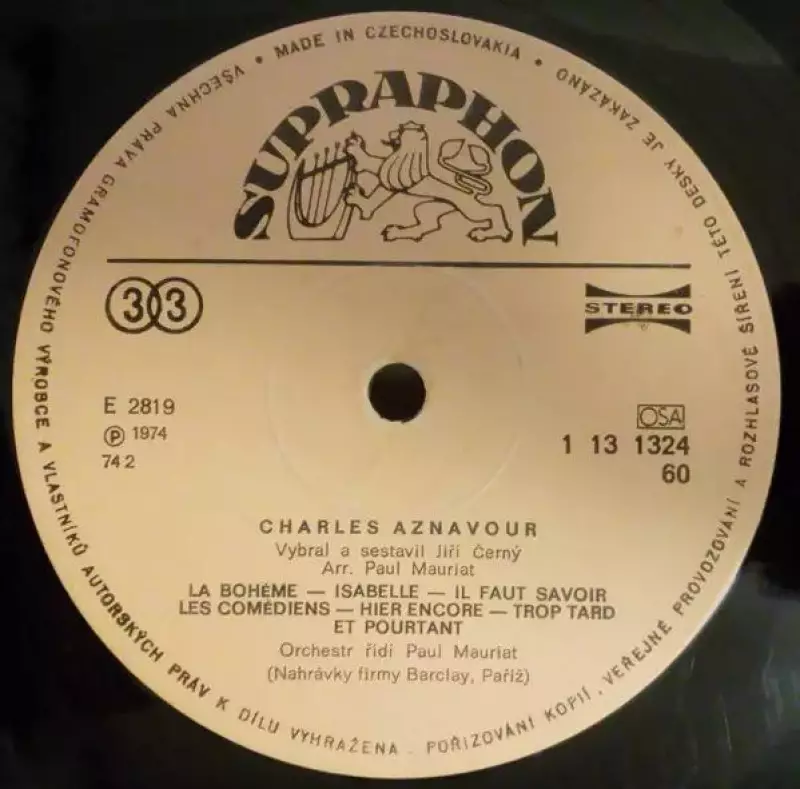 MADE IN CZECHOSLOVAKIA • VŠECHNA PRÁVA GRAMOFONOVÉHO VÝROBCE A VLASTNÍKŮ AUTORSKÝCH PRÁV K DÍLU VYHRAŽENA . POŘIZOVÁNÍ KOPIÍ , VEŘEJNÉ PROVOZOVÁNÍ A ROZHLASOVÉ ŠÍŘENÍ TÉTO DESKY JE ZAKÁZÁNO •
SUPRAPHON
33
STEREO
E 2819
Ⓟ 1974
74 2
OSA
1 13 1324
60
CHARLES AZNAVOUR
Vybral a sestavil Jiří Černý
Arr. Paul Mauriat
LA BOHÈME — ISABELLE — IL FAUT SAVOIR
LES COMÉDIENS — HIER ENCORE — TROP TARD
ET POURTANT
Orchestr řídí Paul Mauriat
(Nahrávky firmy Barclay, Paříž)